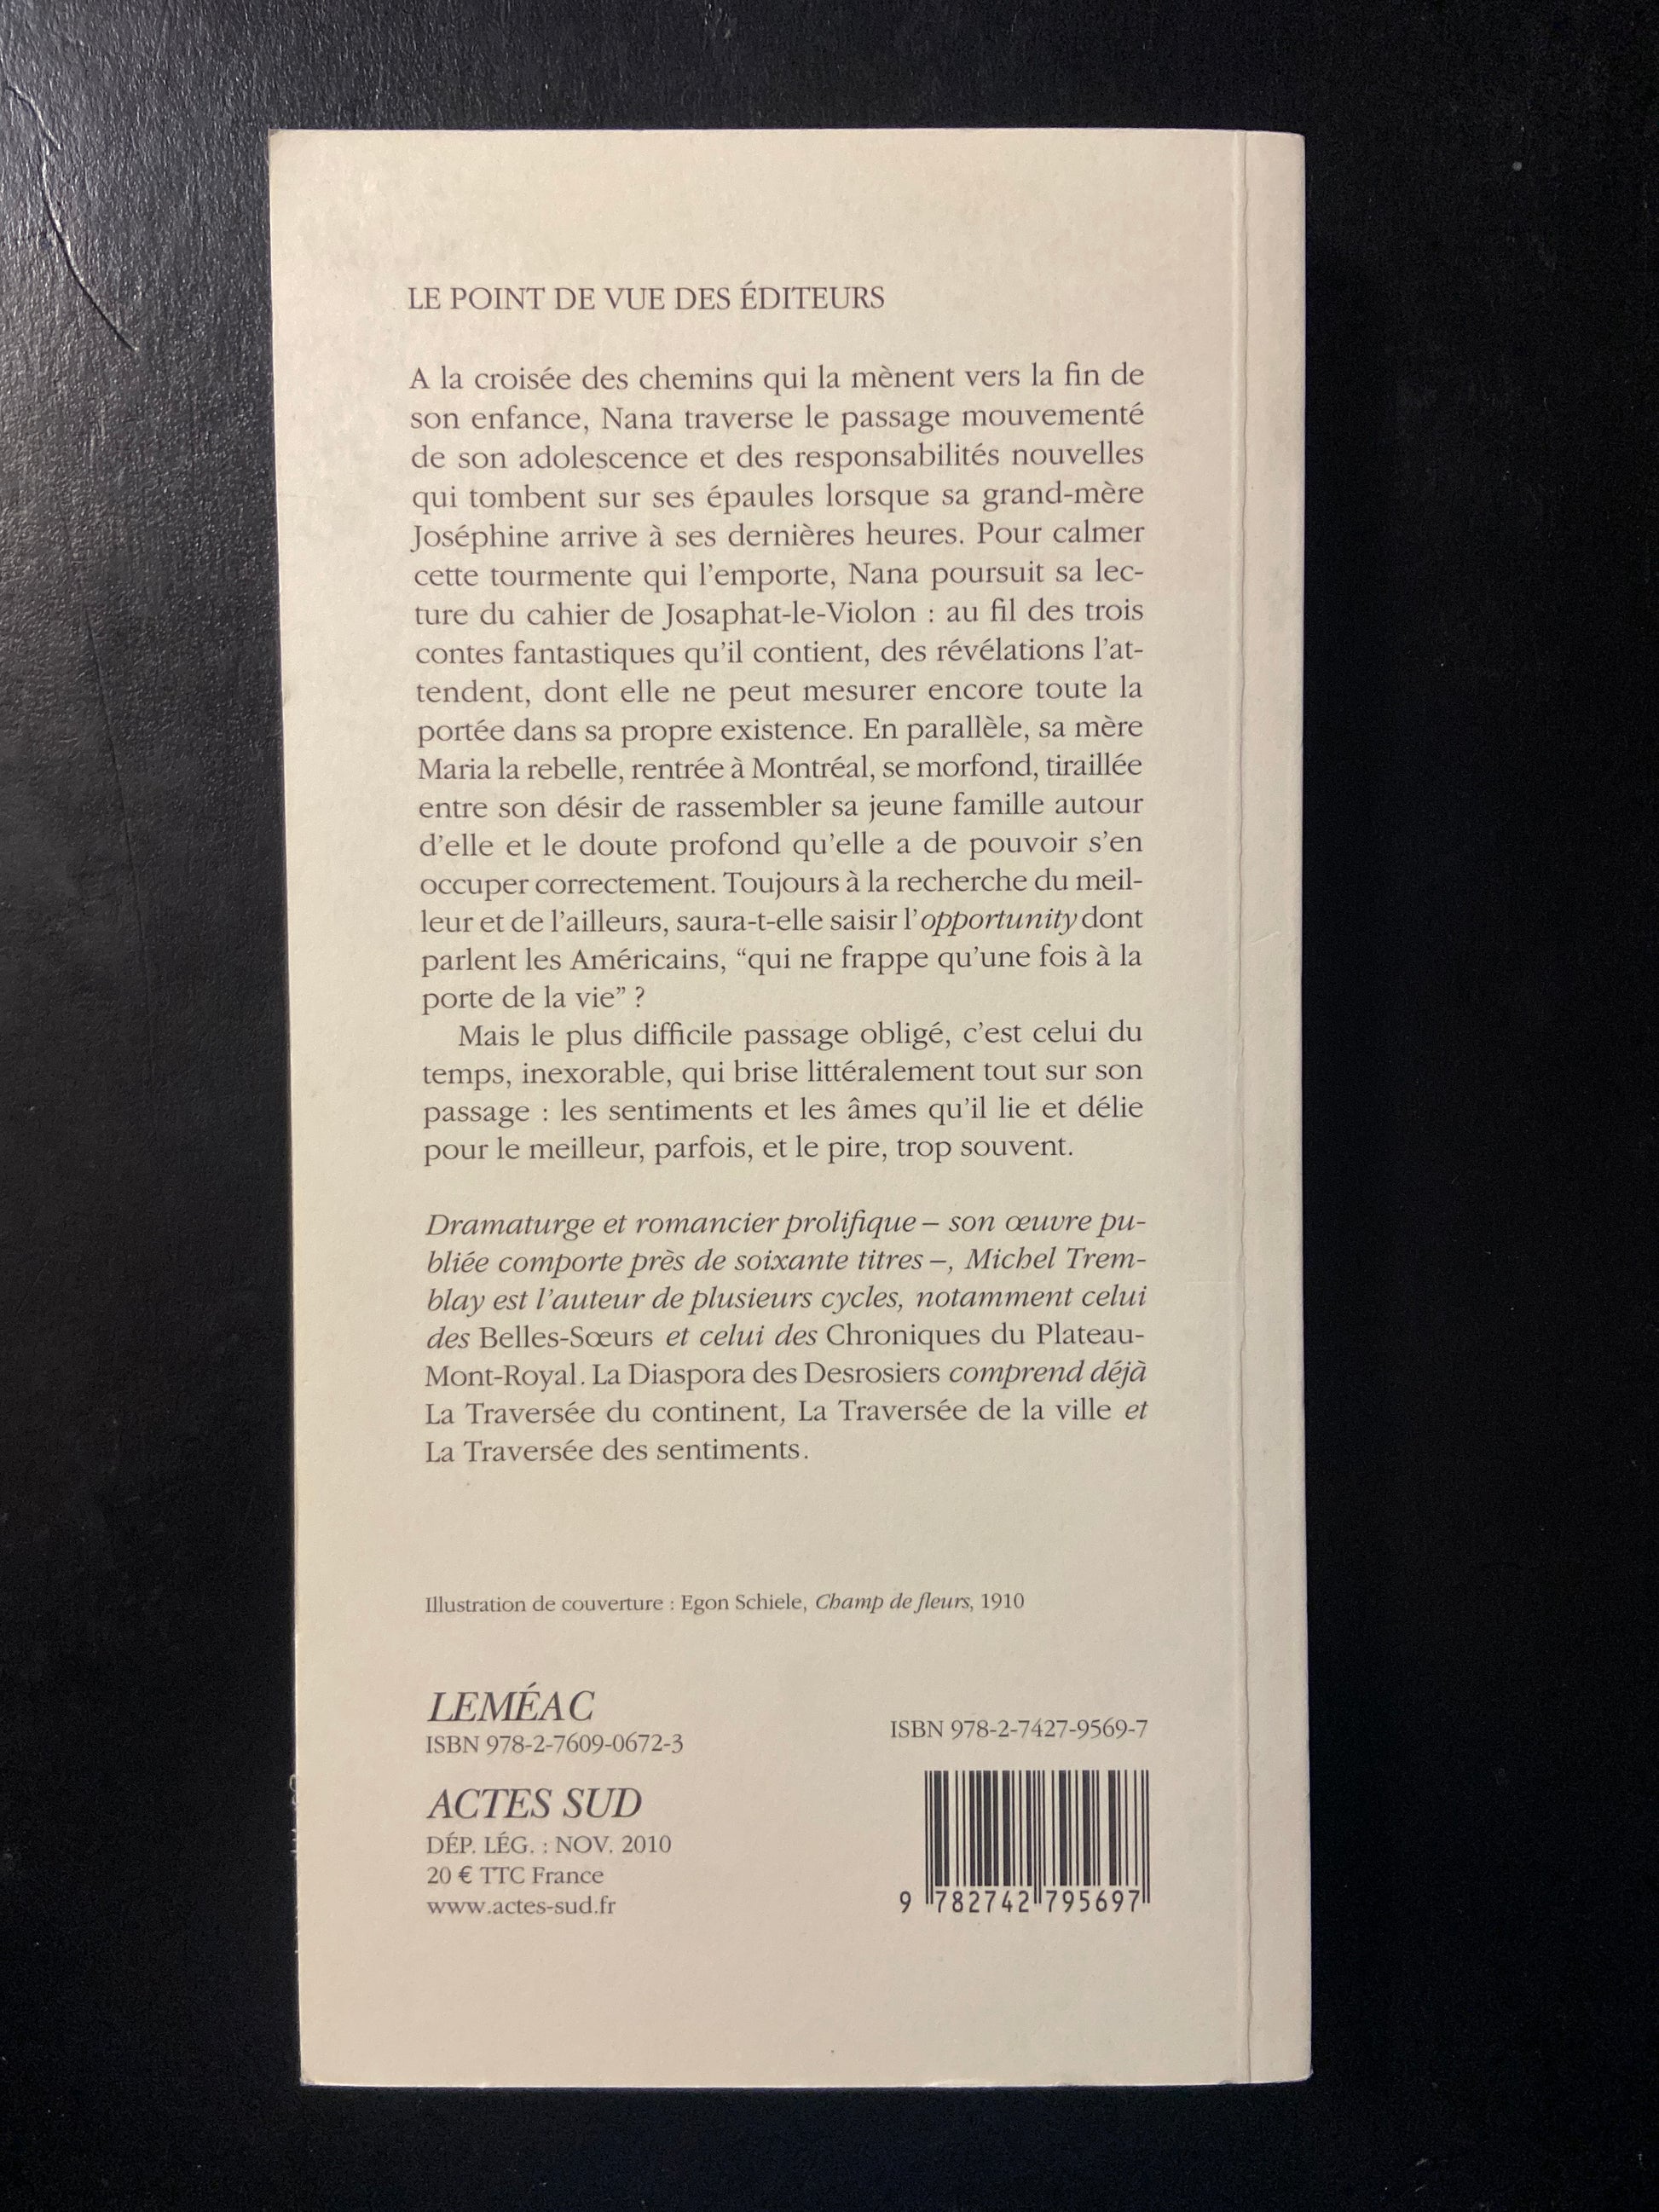 LE POINT DE VUE DES ÉDITEURS
A la croisée des chemins qui la mènent vers la fin de
son enfance, Nana traverse le passage mouvementé
de son adolescence et des responsabilités nouvelles
qui tombent sur ses épaules lorsque sa grand-mère
Joséphine arrive à ses dernières heures. Pour calmer
cette tourmente qui l'emporte, Nana poursuit sa lec-
ture du cahier de Josaphat-le-Violon : au fil des trois
contes fantastiques qu'il contient, des révélations l'at-
tendent, dont elle ne peut mesurer encore toute la
portée dans sa propre existence. En parallèle, sa mère
Maria la rebelle, rentrée à Montréal, se morfond, tiraillée
entre son désir de rassembler sa jeune famille autour
d'elle et le doute profond qu'elle a de pouvoir s'en
occuper correctement. Toujours à la recherche du meil-
leur et de l'ailleurs, saura-t-elle saisir l'opportunity dont
parlent les Américains, “qui ne frappe qu'une fois à la
porte de la vie” ?
Mais le plus difficile passage obligé, c'est celui du
temps, inexorable, qui brise littéralement tout sur son
passage : les sentiments et les âmes qu'il lie et délie
pour le meilleur, parfois, et le pire, trop souvent.
Dramaturge et romancier prolifique – son œuvre pu-
bliée comporte près de soixante titres –, Michel Trem-
blay est l'auteur de plusieurs cycles, notamment celui
des Belles-Sœurs et celui des Chroniques du Plateau-
Mont-Royal. La Diaspora des Desrosiers comprend déjà
La Traversée du continent, La Traversée de la ville et
La Traversée des sentiments.
Illustration de couverture : Egon Schiele, Champ de fleurs, 1910
LEMÉAC
ISBN 978-2-7609-0672-3
ACTES SUD
DÉP. LÉG. : NOV. 2010
20 € TTC France
www.actes-sud.fr
ISBN 978-2-7427-9569-7
9 782742 795697